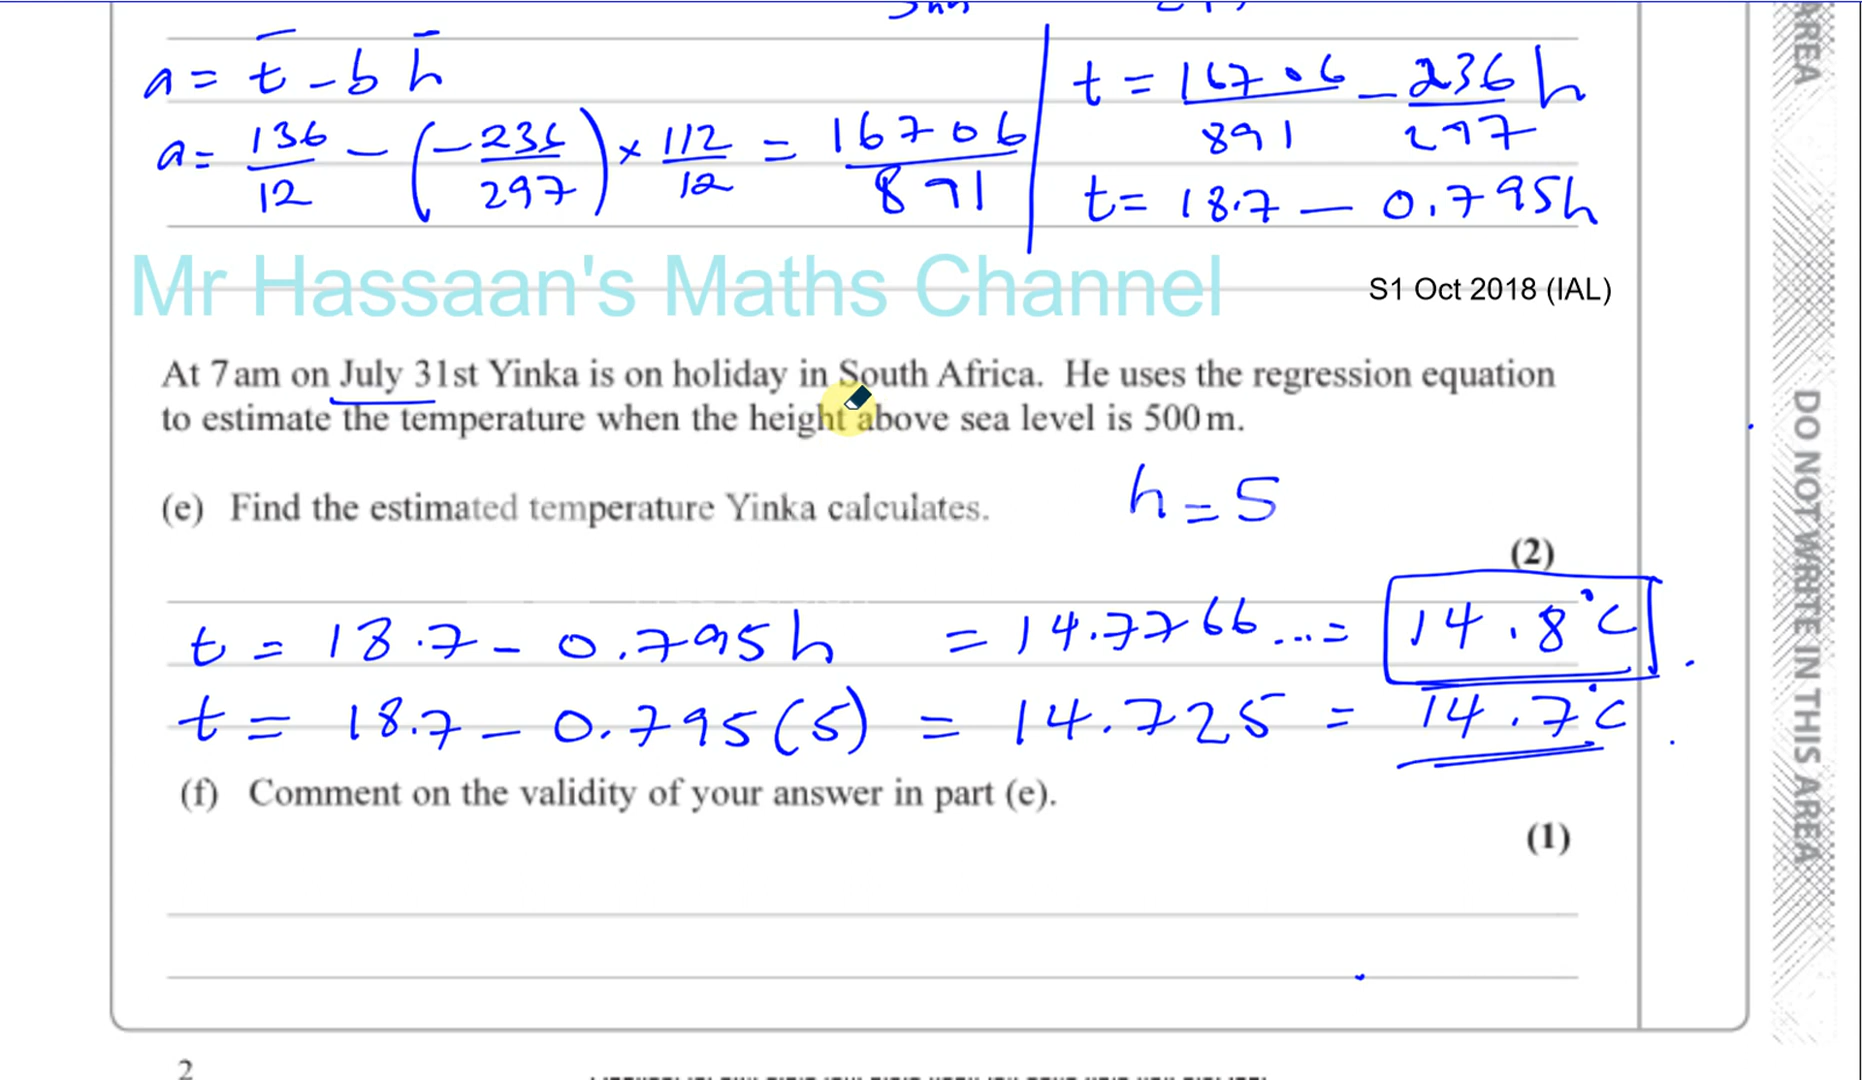 a = t̄ - b h̄
a = 136/12 - (-236/297) × 112/12 = 16706/891
t = 16706/891 - 236/297 h
t = 18.7 - 0.795h
Mr Hassaan's Maths Channel
S1 Oct 2018 (IAL)
At 7 am on July 31st Yinka is on holiday in South Africa. He uses the regression equation
to estimate the temperature when the height above sea level is 500 m.
(e) Find the estimated temperature Yinka calculates.
h = 5
(2)
t = 18.7 - 0.795h = 14.7766... = 14.8°C
t = 18.7 - 0.795(5) = 14.725 = 14.7°C
(f) Comment on the validity of your answer in part (e).
(1)
2
AREA
DO NOT WRITE IN THIS AREA